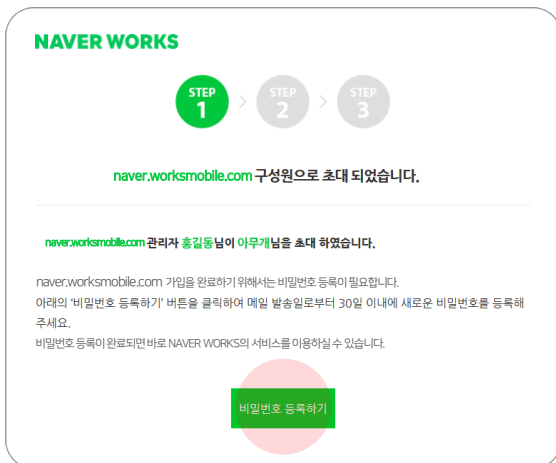 NAVER WORKS
STEP 1 > STEP 2 > STEP 3
naver.worksmobile.com 구성원으로 초대 되었습니다.
naver.worksmobile.com 관리자 홍길동님이 아무개님을 초대 하였습니다.
naver.worksmobile.com 가입을 완료하기 위해서는 비밀번호 등록이 필요합니다.
아래의 ‘비밀번호 등록하기’ 버튼을 클릭하여 메일 발송일로부터 30일 이내에 새로운 비밀번호를 등록해
주세요.
비밀번호 등록이 완료되면 바로 NAVER WORKS의 서비스를 이용하실 수 있습니다.
비밀번호 등록하기